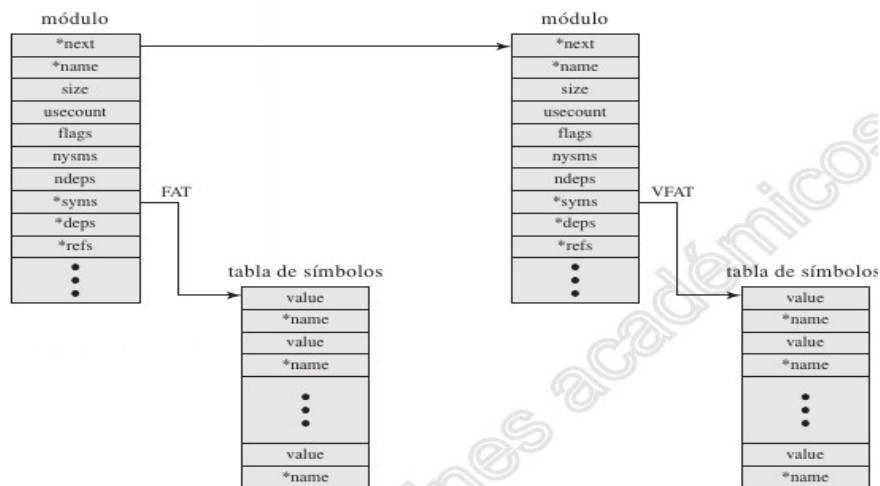 módulo
*next
*name
size
usecount
flags
nysms
ndeps
*syms
*deps
*refs
FAT
tabla de símbolos
value
*name
value
*name
value
*name
módulo
*next
*name
size
usecount
flags
nysms
ndeps
*syms
*deps
*refs
VFAT
tabla de símbolos
value
*name
value
*name
value
*name
nes académicos